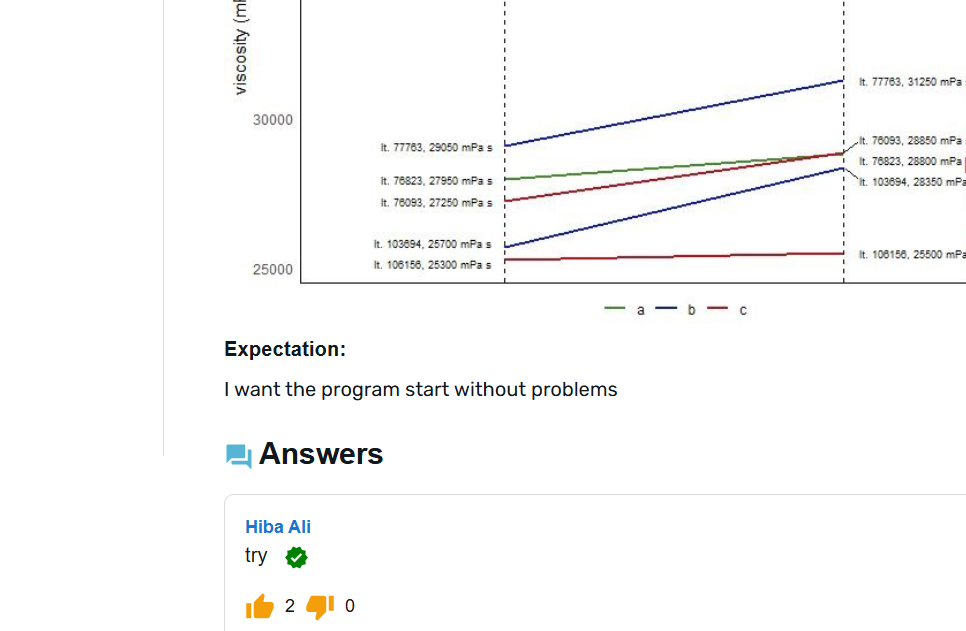 viscosity (mP
30000
25000
lt. 77763, 29050 mPa s
lt. 76823, 27950 mPa s
lt. 76093, 27250 mPa s
lt. 103694, 25700 mPa s
lt. 106156, 25300 mPa s
lt. 77763, 31250 mPa
lt. 76093, 28850 mPa
lt. 76823, 28800 mPa
lt. 103694, 28350 mPa
lt. 106156, 25500 mPa
a b c
Expectation:
I want the program start without problems
Answers
Hiba Ali
try
2 0